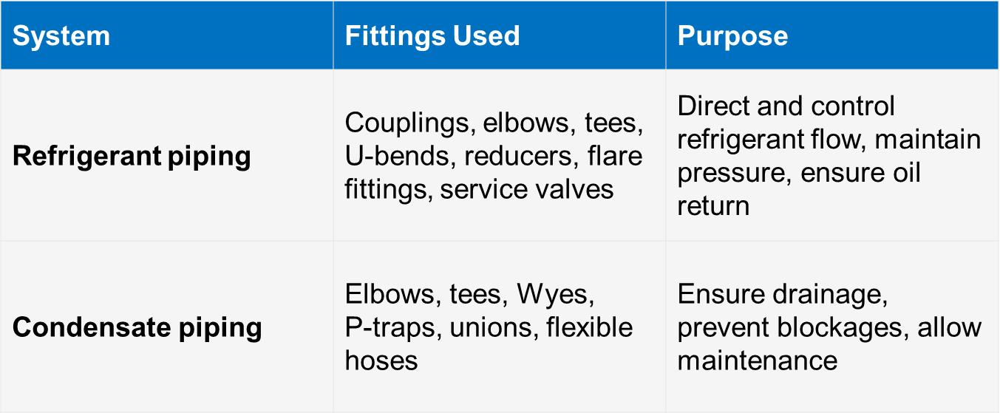 System
Fittings Used
Purpose
Refrigerant piping
Couplings, elbows, tees,
U-bends, reducers, flare
fittings, service valves
Direct and control
refrigerant flow, maintain
pressure, ensure oil
return
Condensate piping
Elbows, tees, Wyes,
P-traps, unions, flexible
hoses
Ensure drainage,
prevent blockages, allow
maintenance